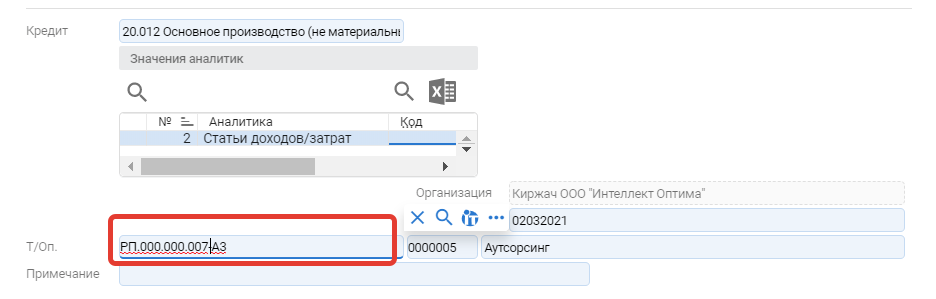 Кредит 20.012 Основное производство (не материальны
Значения аналитик
№ Аналитика Код
2 Статьи доходов/затрат
Организация Киржач ООО "Интеллект Оптима"
02032021
Т/Оп. РП.000.000.007-АЗ 0000005 Аутсорсинг
Примечание